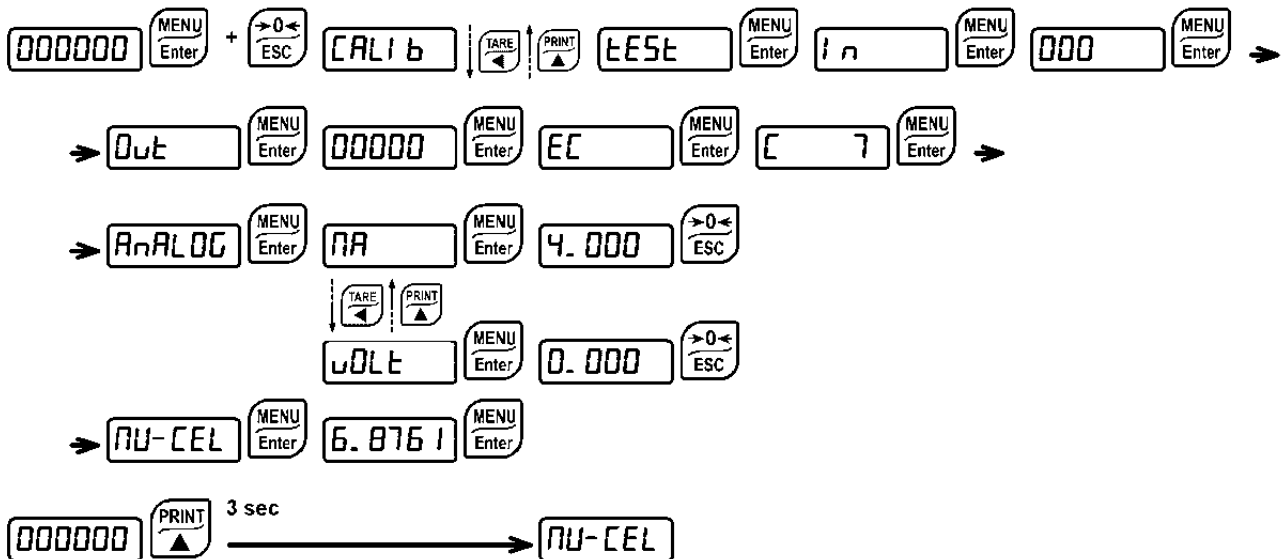 000000 MENU Enter + →0← ESC CALIb TARE PRINT tESt MENU Enter In MENU Enter 000 MENU Enter
Out MENU Enter 00000 MENU Enter EC MENU Enter C 7 MENU Enter
AnALOG MENU Enter MA MENU Enter 4.000 →0← ESC
TARE PRINT
vOLt MENU Enter 0.000 →0← ESC
MV-CEL MENU Enter 6.8761 MENU Enter
000000 PRINT 3 sec MV-CEL